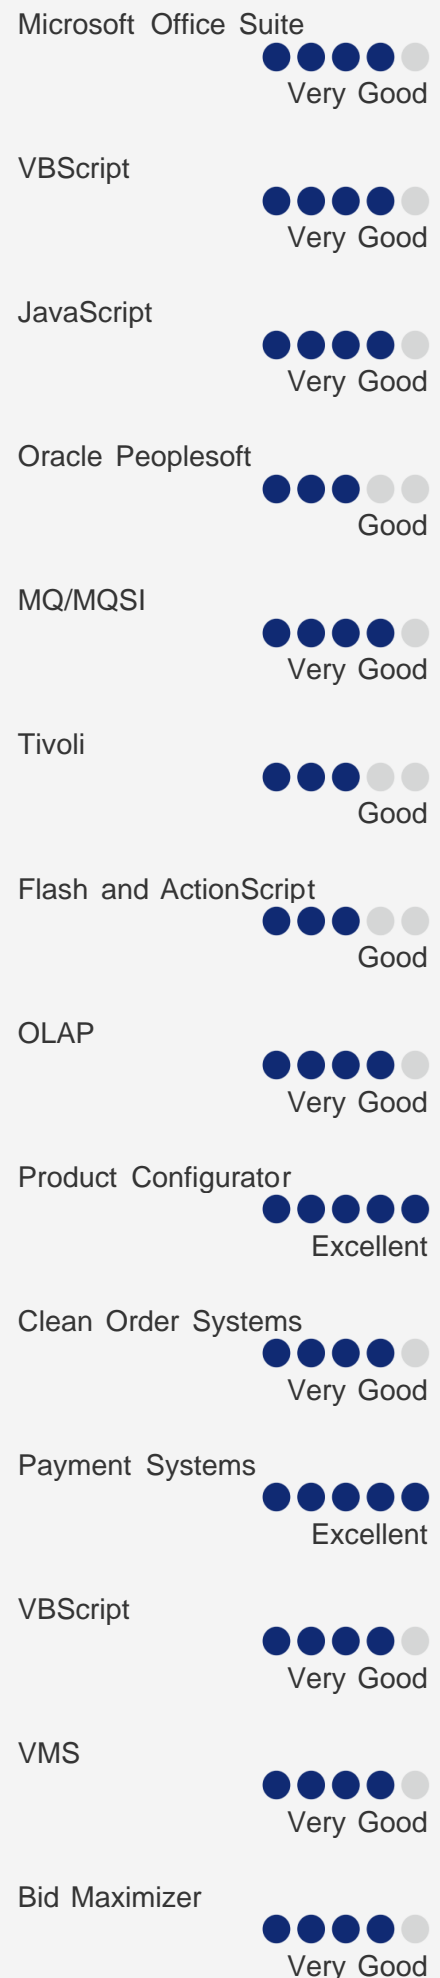 Microsoft Office Suite
Very Good
VBScript
Very Good
JavaScript
Very Good
Oracle Peoplesoft
Good
MQ/MQSI
Very Good
Tivoli
Good
Flash and ActionScript
Good
OLAP
Very Good
Product Configurator
Excellent
Clean Order Systems
Very Good
Payment Systems
Excellent
VBScript
Very Good
VMS
Very Good
Bid Maximizer
Very Good